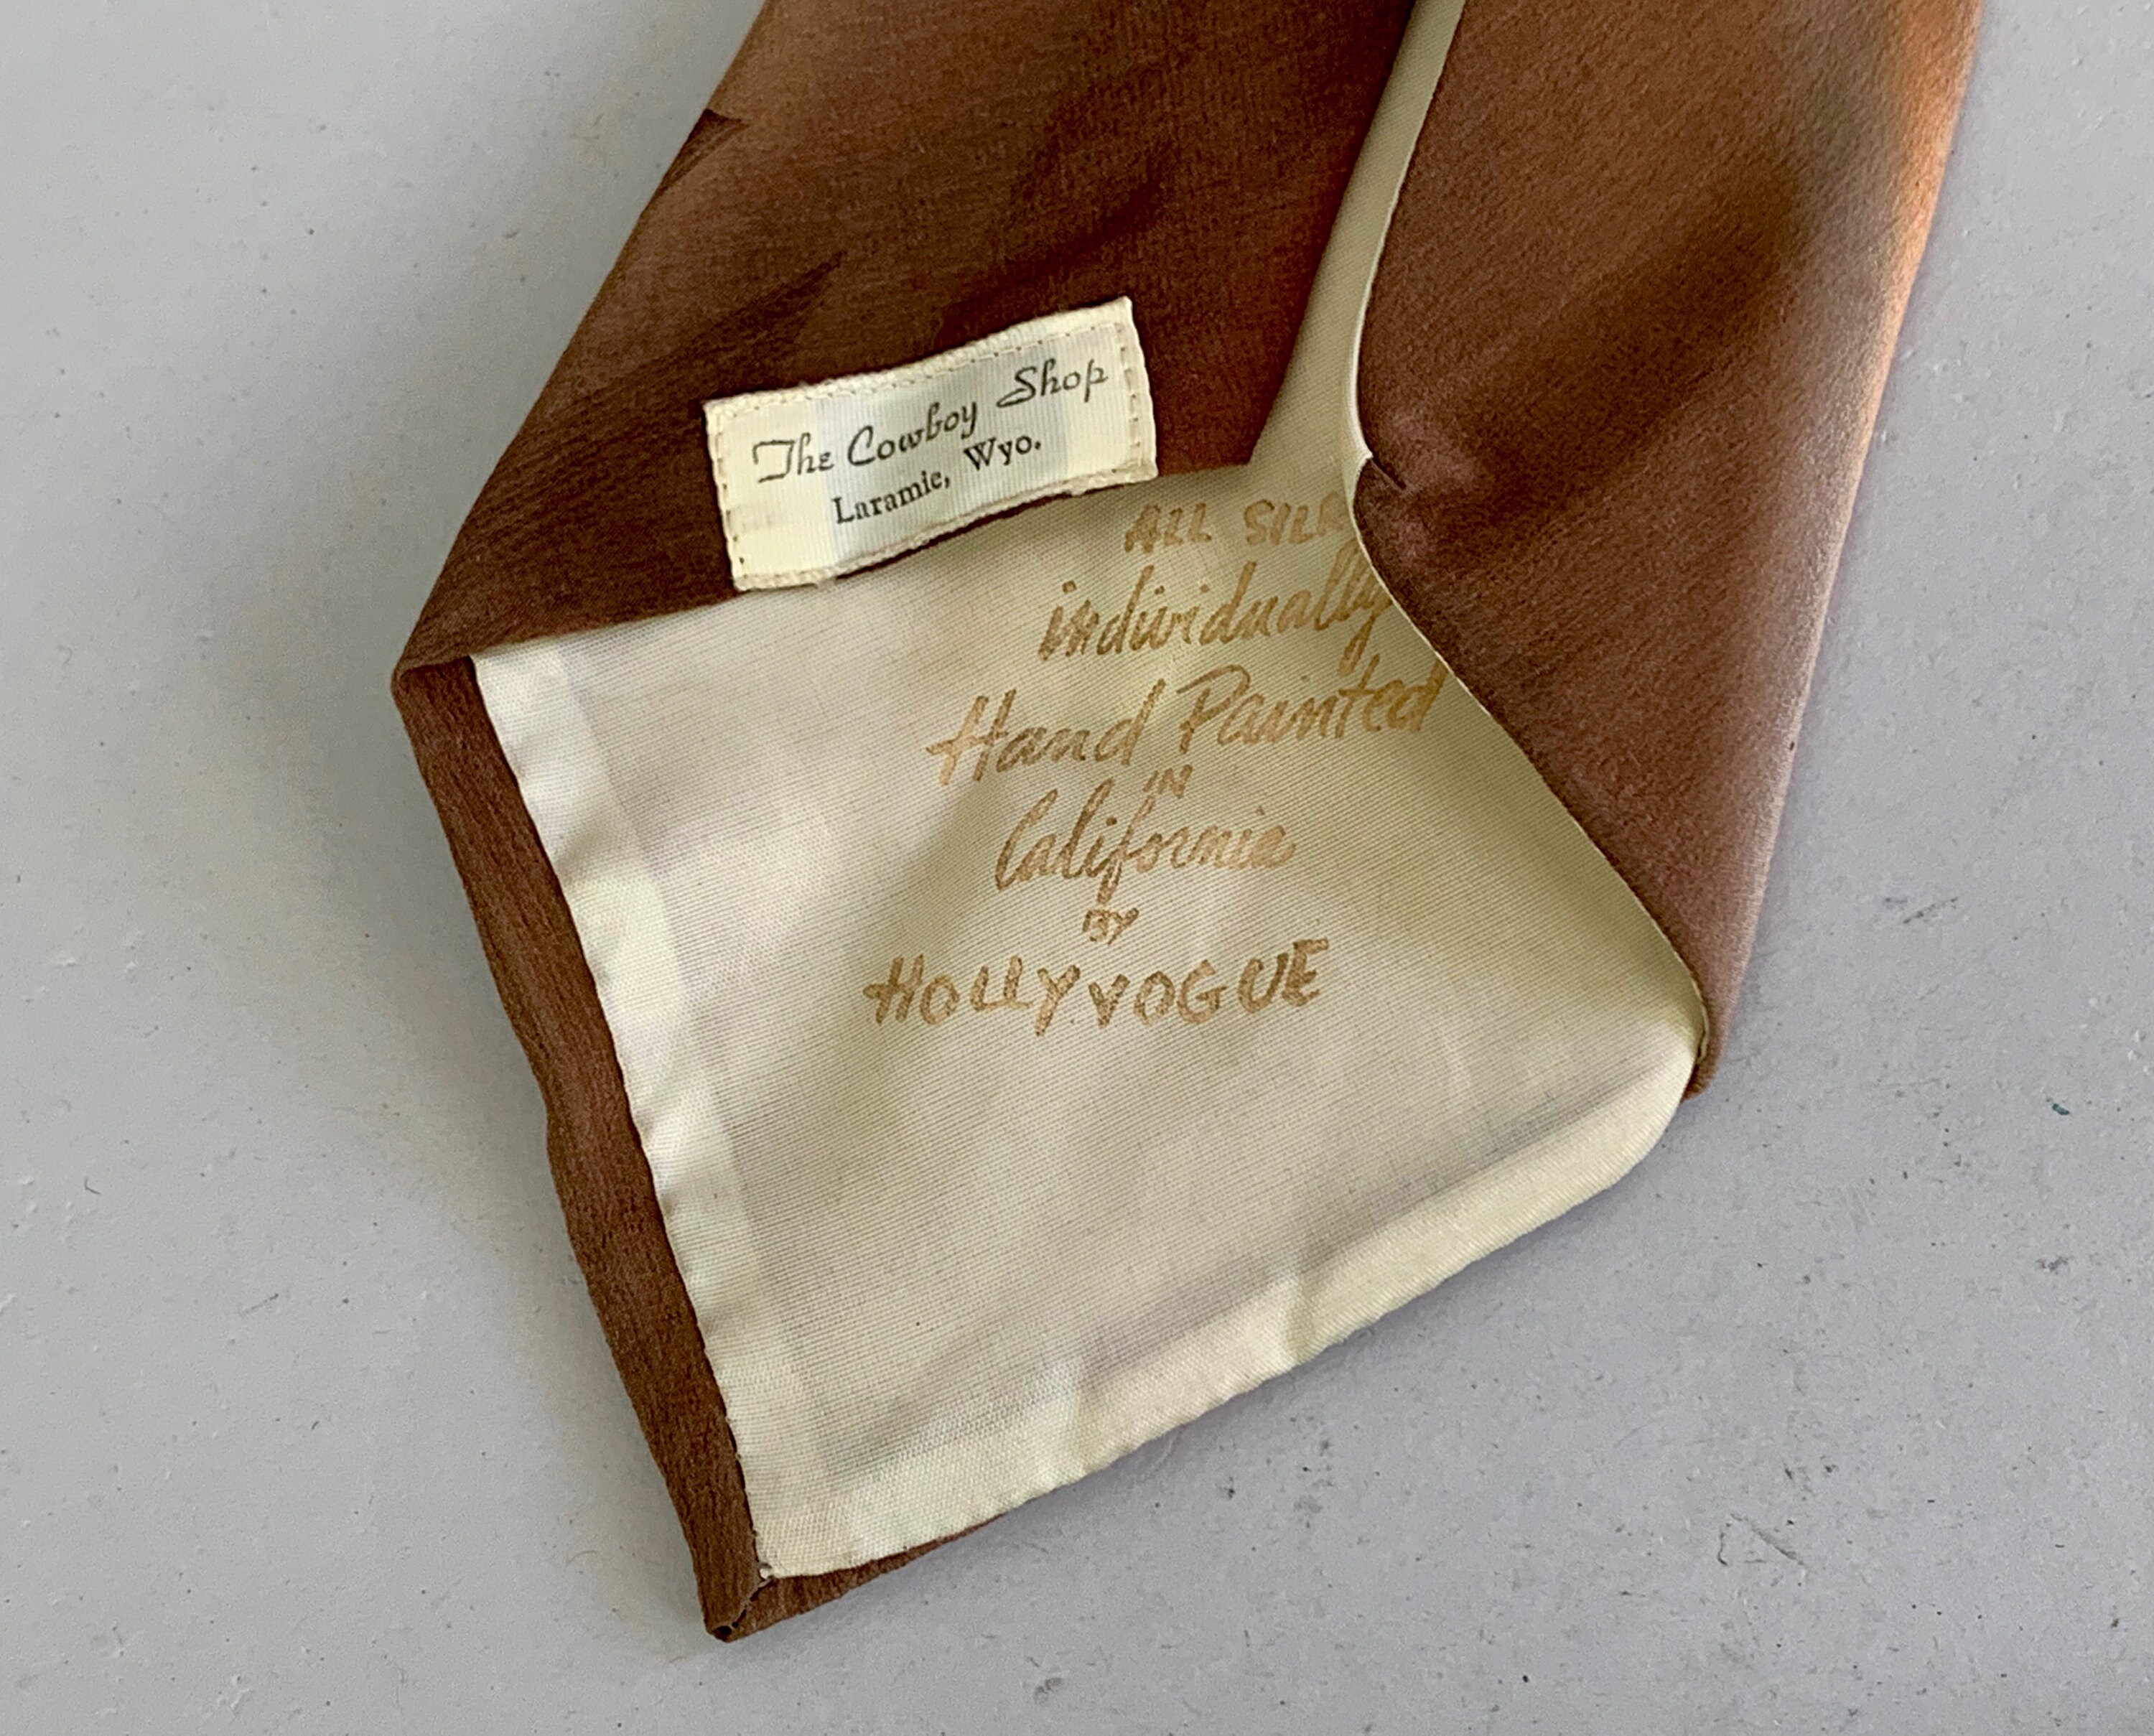 The Cowboy Shop
Laramie, Wyo.
ALL SILK
individually
Hand Painted
IN
California
BY
HOLLYVOGUE